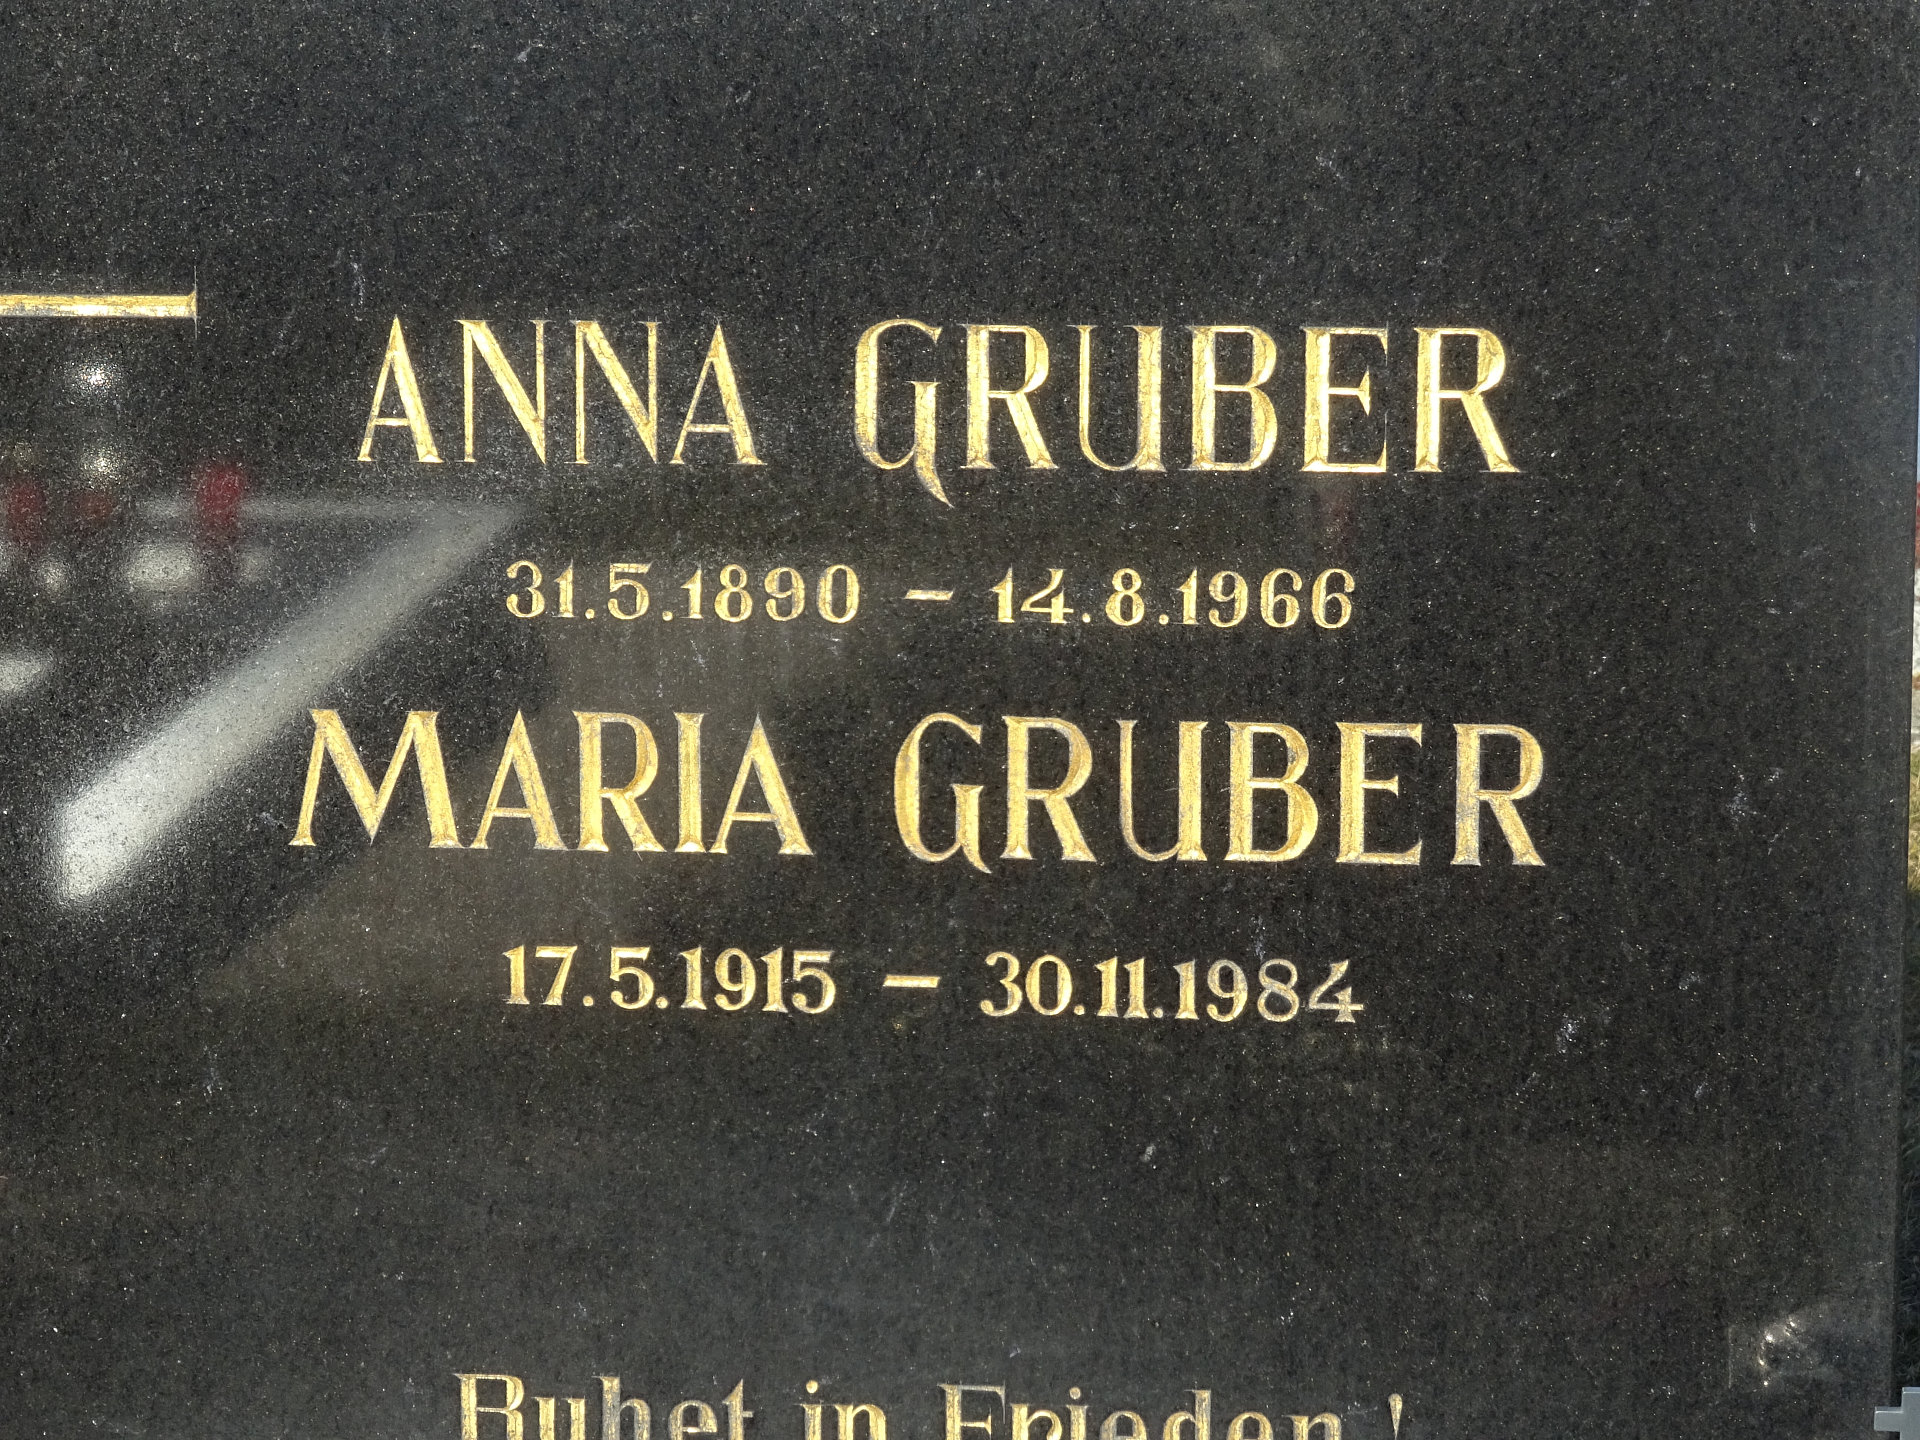 ANNA GRUBER
31.5.1890 – 14.8.1966
MARIA GRUBER
17.5.1915 – 30.11.1984
Ruhet in Frieden!